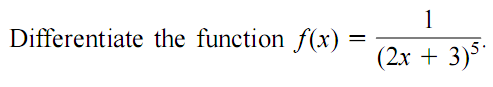 Differentiate the function f(x) = 1/(2x + 3)⁵.